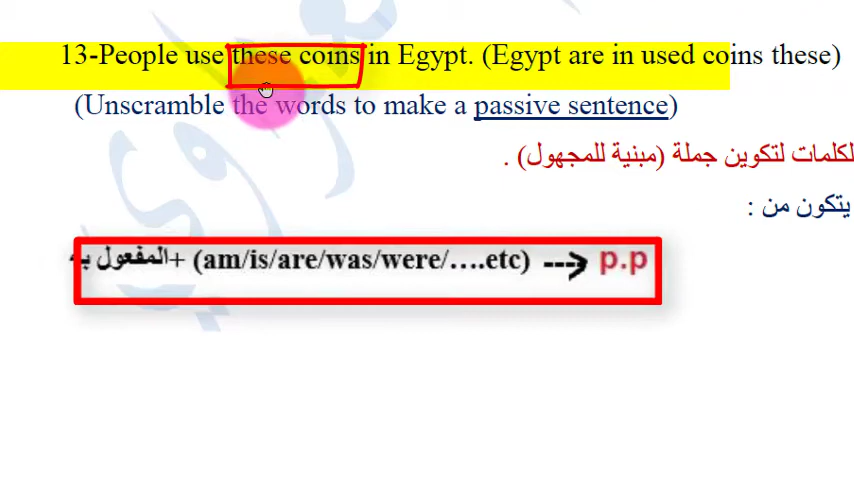 13-People use these coins in Egypt. (Egypt are in used coins these)
(Unscramble the words to make a passive sentence)
لكلمات لتكوين جملة (مبنية للمجهول) .
يتكون من :
المفعول به+ (am/is/are/was/were/….etc) ---> p.p